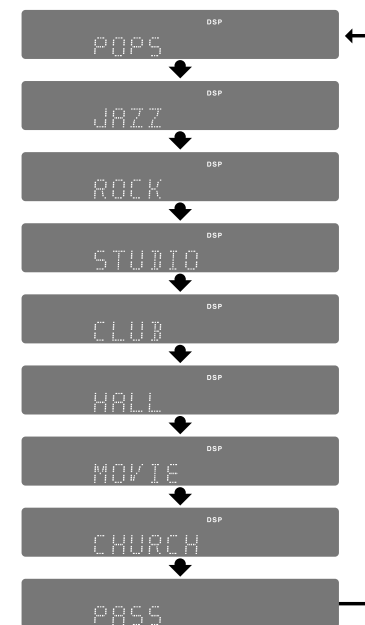 DSP
POPS
DSP
JAZZ
DSP
ROCK
DSP
STUDIO
DSP
CLUB
DSP
HALL
DSP
MOVIE
DSP
CHURCH
PASS